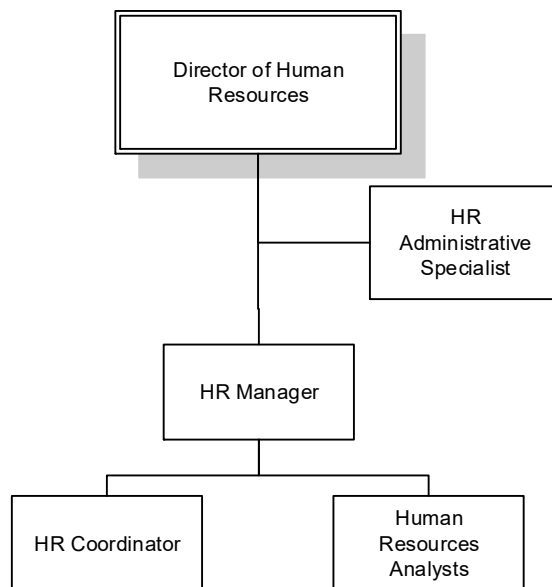 Director of Human
Resources
HR
Administrative
Specialist
HR Manager
HR Coordinator
Human
Resources
Analysts